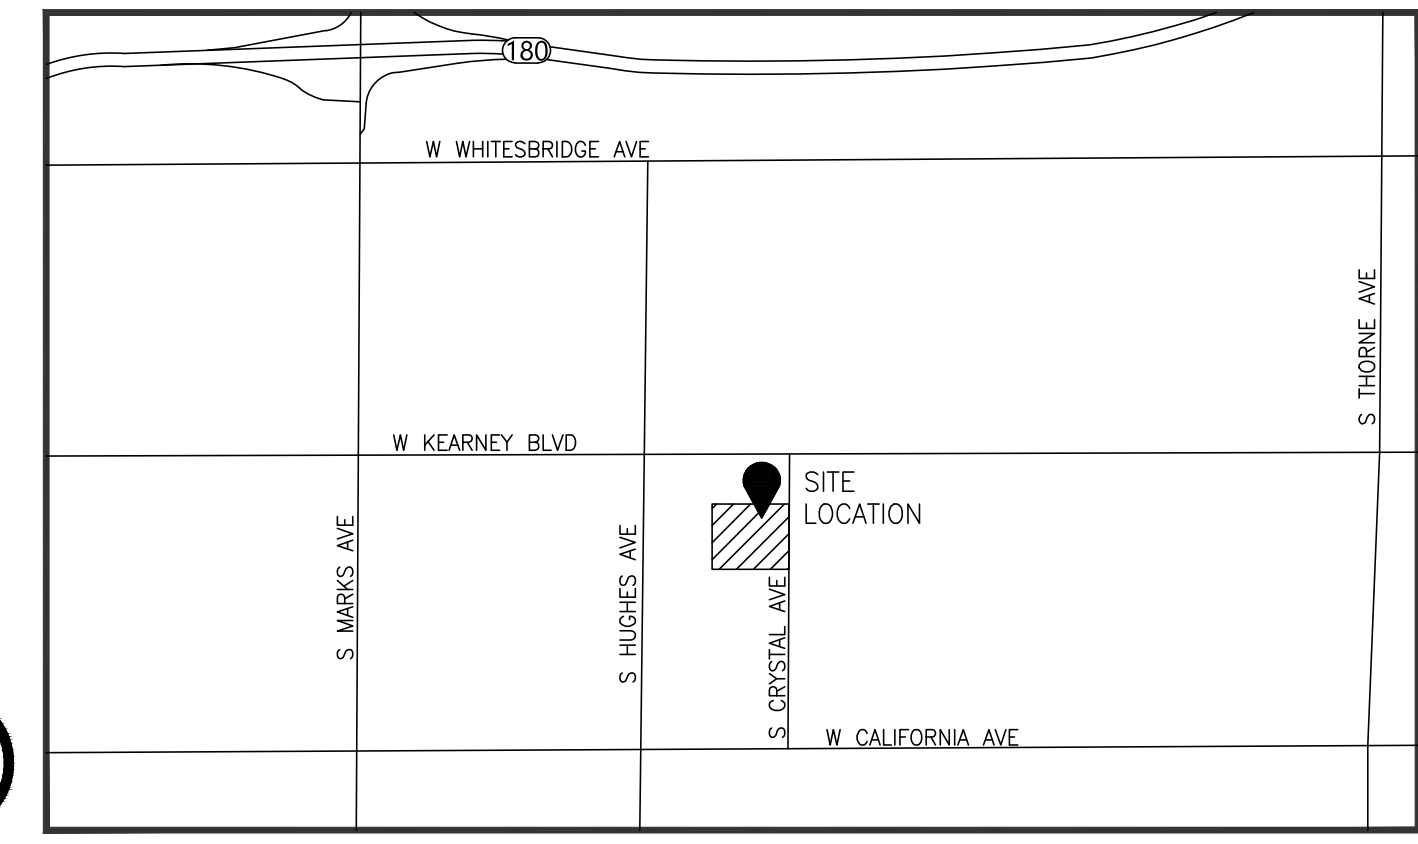 180
W WHITESBRIDGE AVE
S THORNE AVE
W KEARNEY BLVD
SITE
LOCATION
S MARKS AVE
S HUGHES AVE
S CRYSTAL AVE
W CALIFORNIA AVE